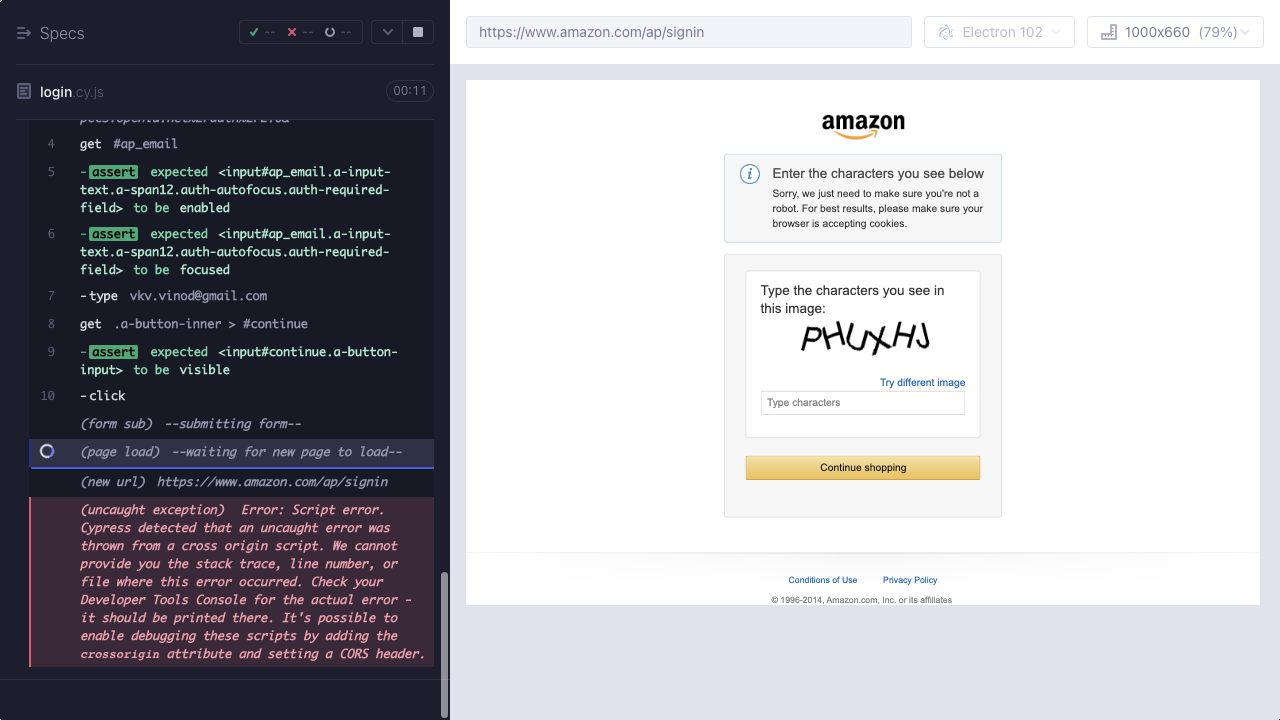 Specs
-- -- --
login.cy.js
00:11
4 get #ap_email
5 -assert expected <input#ap_email.a-input-
text.a-span12.auth-autofocus.auth-required-
field> to be enabled
6 -assert expected <input#ap_email.a-input-
text.a-span12.auth-autofocus.auth-required-
field> to be focused
7 -type vkv.vinod@gmail.com
8 get .a-button-inner > #continue
9 -assert expected <input#continue.a-button-
input> to be visible
10 -click
(form sub) --submitting form--
(page load) --waiting for new page to load--
(new url) https://www.amazon.com/ap/signin
(uncaught exception) Error: Script error.
Cypress detected that an uncaught error was
thrown from a cross origin script. We cannot
provide you the stack trace, line number, or
file where this error occurred. Check your
Developer Tools Console for the actual error -
it should be printed there. It's possible to
enable debugging these scripts by adding the
crossorigin attribute and setting a CORS header.
https://www.amazon.com/ap/signin
Electron 102
1000x660 (79%)
amazon
Enter the characters you see below
Sorry, we just need to make sure you're not a
robot. For best results, please make sure your
browser is accepting cookies.
Type the characters you see in
this image:
PHUXHJ
Try different image
Type characters
Continue shopping
Conditions of Use Privacy Policy
© 1996-2014, Amazon.com, Inc. or its affiliates